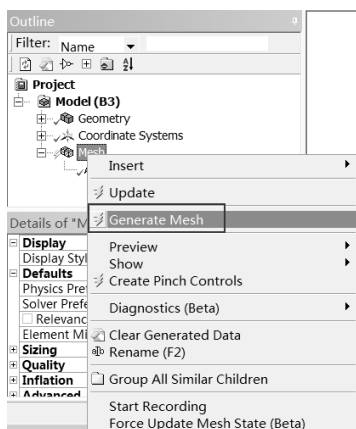 Outline
Filter: Name
Project
Model (B3)
Geometry
Coordinate Systems
Mesh
Insert
Update
Generate Mesh
Preview
Show
Create Pinch Controls
Diagnostics (Beta)
Clear Generated Data
Rename (F2)
Group All Similar Children
Start Recording
Force Update Mesh State (Beta)
Details of "M
Display
Display Styl
Defaults
Physics Pre
Solver Prefe
Relevanc
Element Mi
Sizing
Quality
Inflation
Advanced